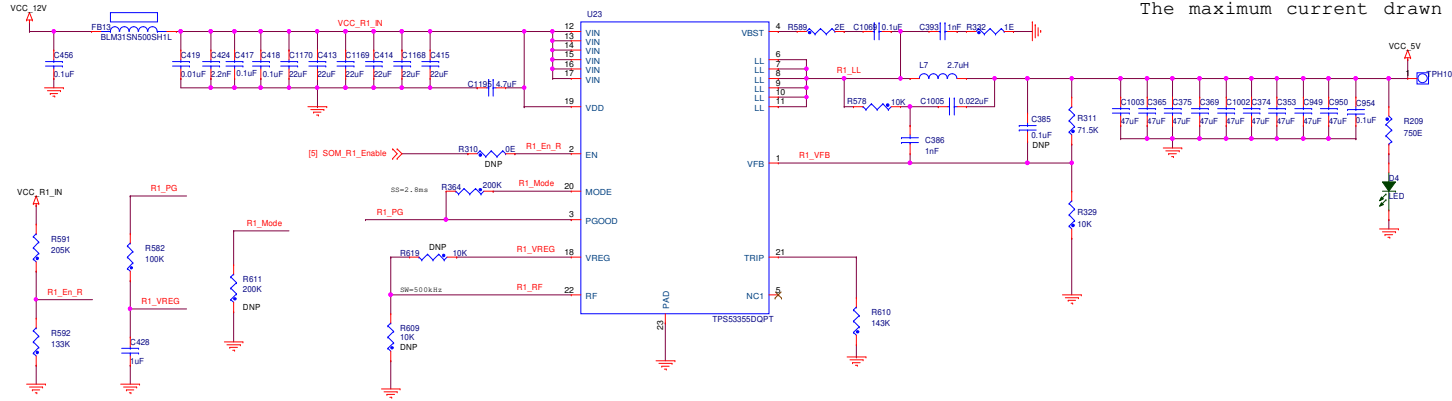 The maximum current drawn
VCC_12V
FB13
BLM31SN500SH1L
VCC_R1_IN
C456
0.1uF
C419
0.01uF
C424
2.2nF
C417
0.1uF
C418
0.1uF
C1170
22uF
C413
22uF
C1169
22uF
C414
22uF
C1168
22uF
C415
22uF
C1195 4.7uF
U23
12 VIN
13 VIN
14 VIN
15 VIN
16 VIN
17 VIN
19 VDD
2 EN
20 MODE
3 PGOOD
18 VREG
22 RF
PAD
23
VBST 4
LL 6
LL 7
LL 8
LL 9
LL 10
LL 11
VFB 1
TRIP 21
NC1 5
TPS53355DQPT
[5] SOM_R1_Enable
R310 0E
DNP
R1_En_R
SS=2.8ms
R364 200K
R1_Mode
R1_PG
DNP
R619 10K
R1_VREG
SW=500kHz
R1_RF
R609
10K
DNP
VCC_R1_IN
R591
205K
R1_En_R
R592
133K
R1_PG
R582
100K
R1_VREG
C428
1uF
R1_Mode
R611
200K
DNP
R589 2E
C1069 0.1uF
C393 1nF
R322 1E
R1_LL
L7 2.7uH
R578 10K
C1005 0.022uF
C386
1nF
R1_VFB
C385
0.1uF
DNP
R311
71.5K
R329
10K
R610
143K
C1003
47uF
C365
47uF
C375
47uF
C369
47uF
C1002
47uF
C374
47uF
C353
47uF
C949
47uF
C950
47uF
C954
0.1uF
VCC_5V
1
TPH10
R209
750E
D4
LED